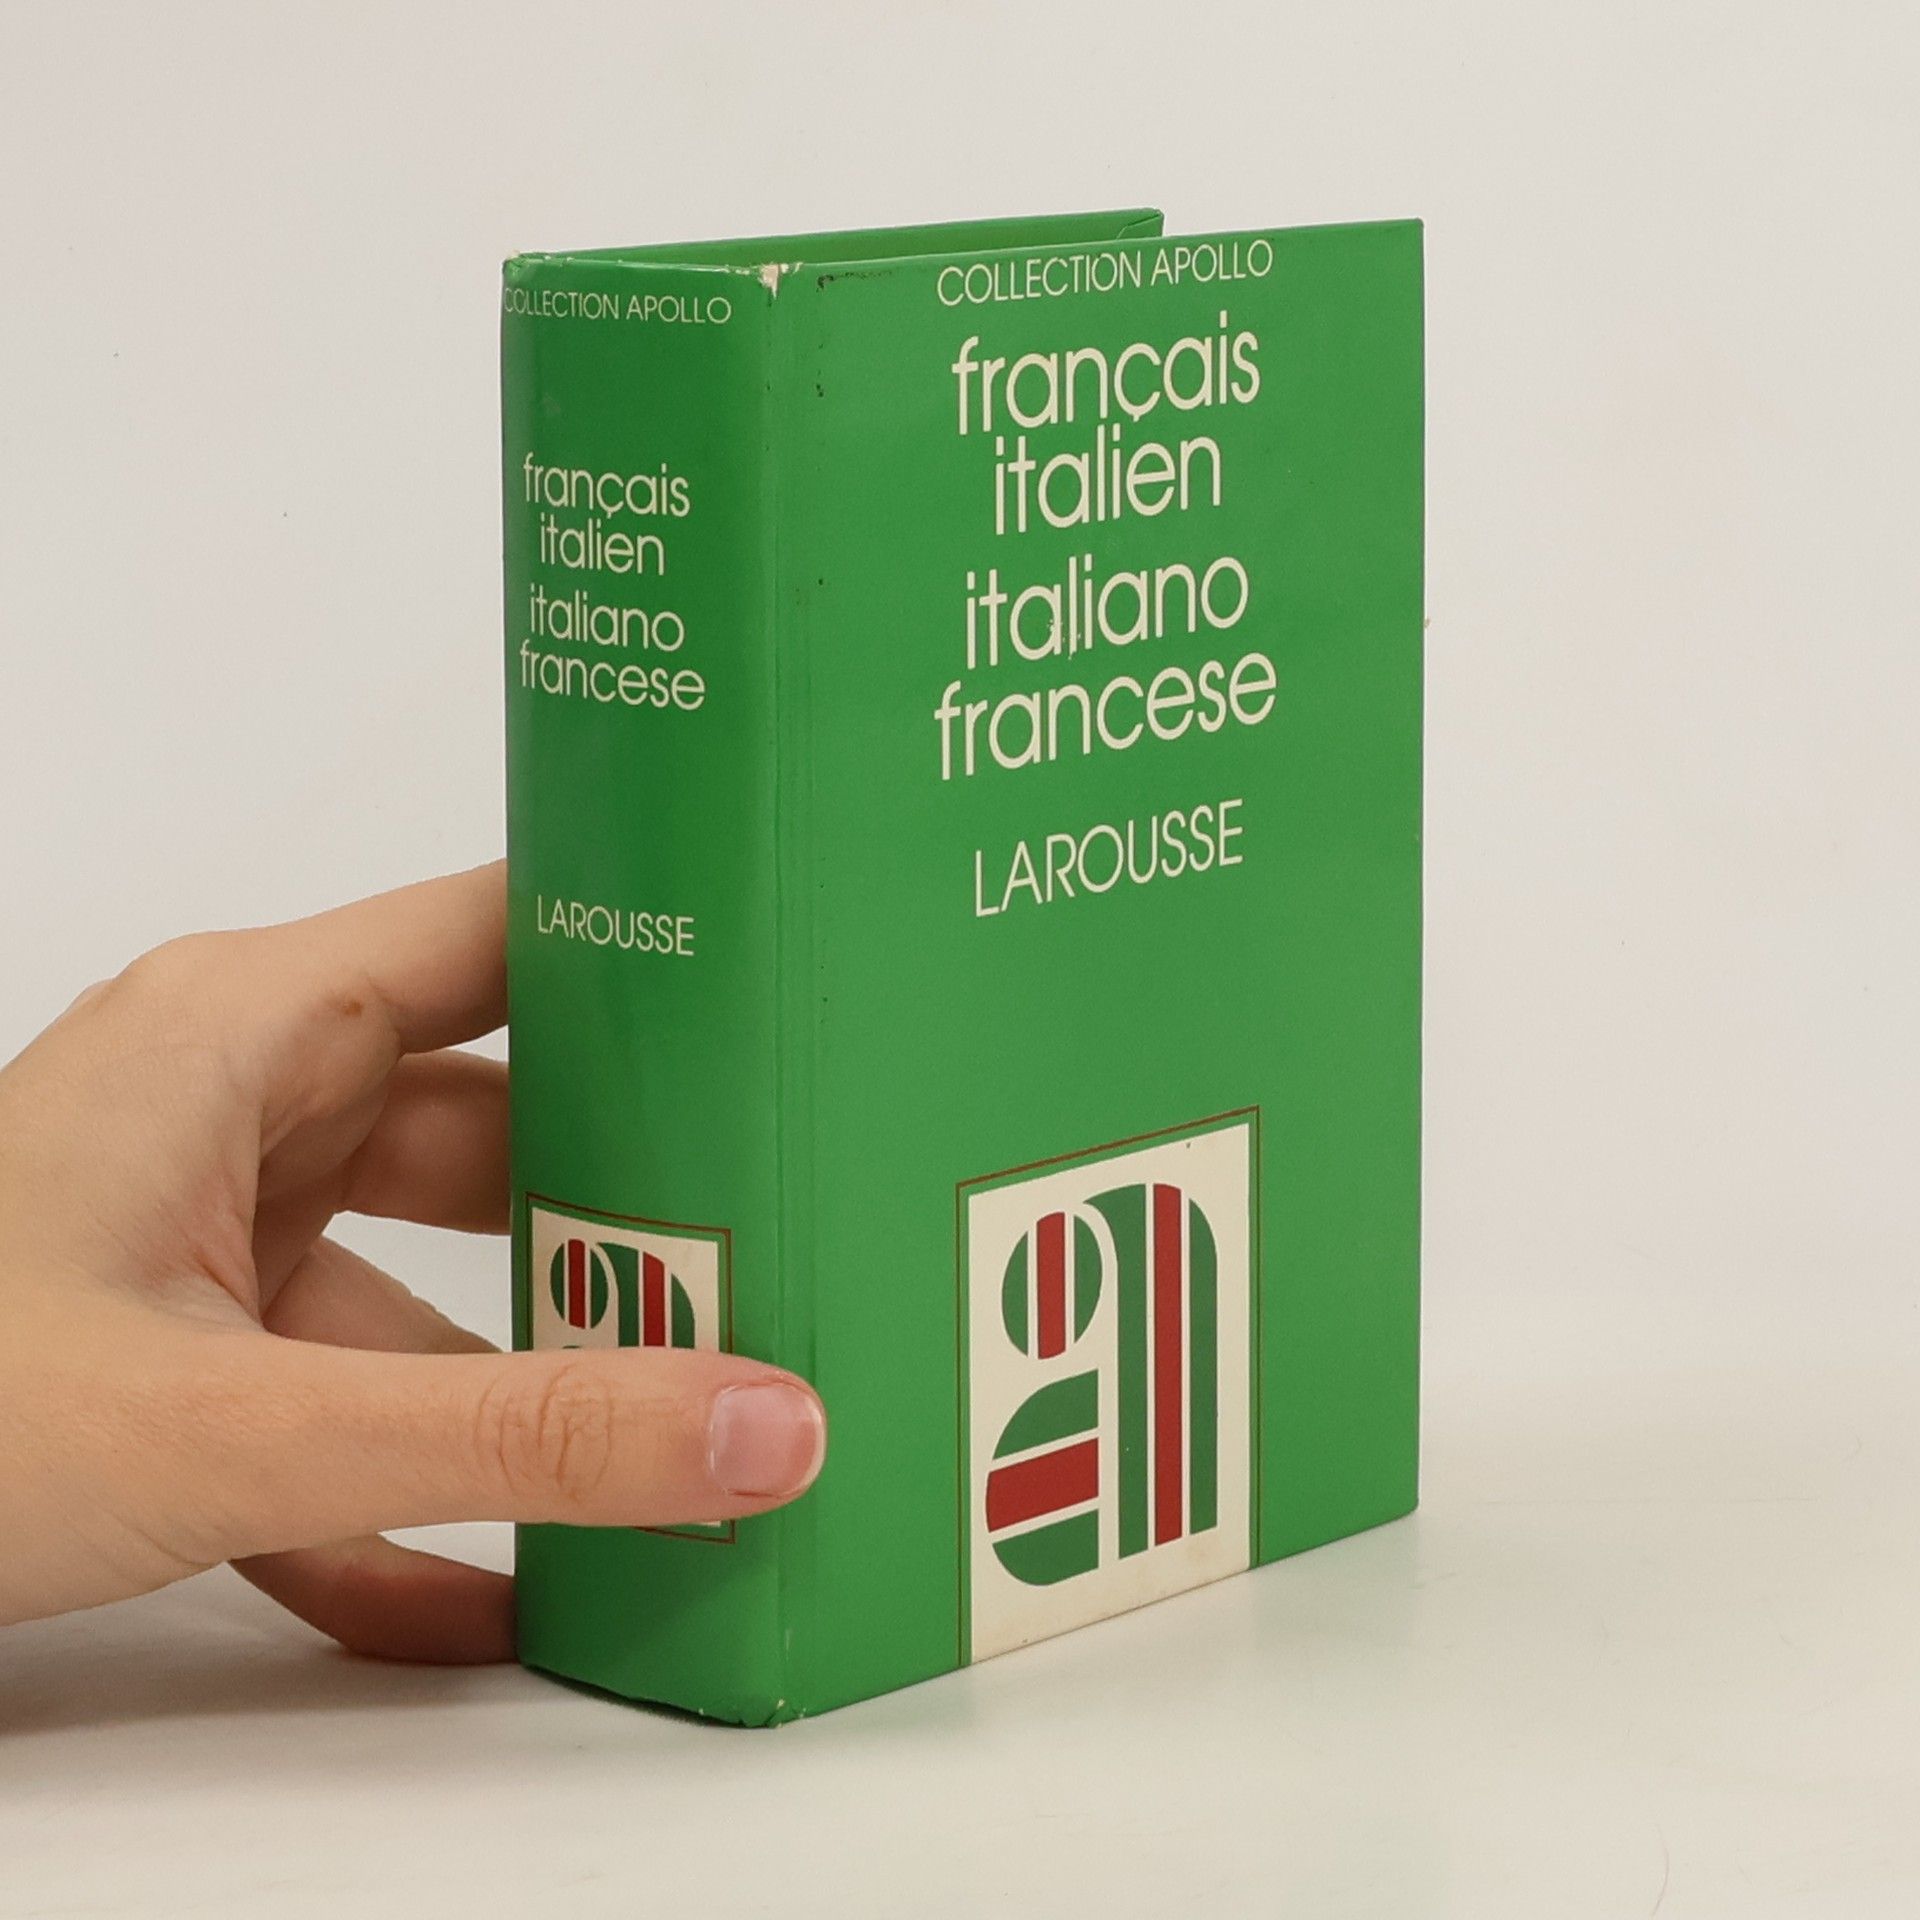 COLLECTION APOLLO
français
italien
italiano
francese
LAROUSSE
a
COLLECTION APOLLO
français
italien
italiano
francese
LAROUSSE
a